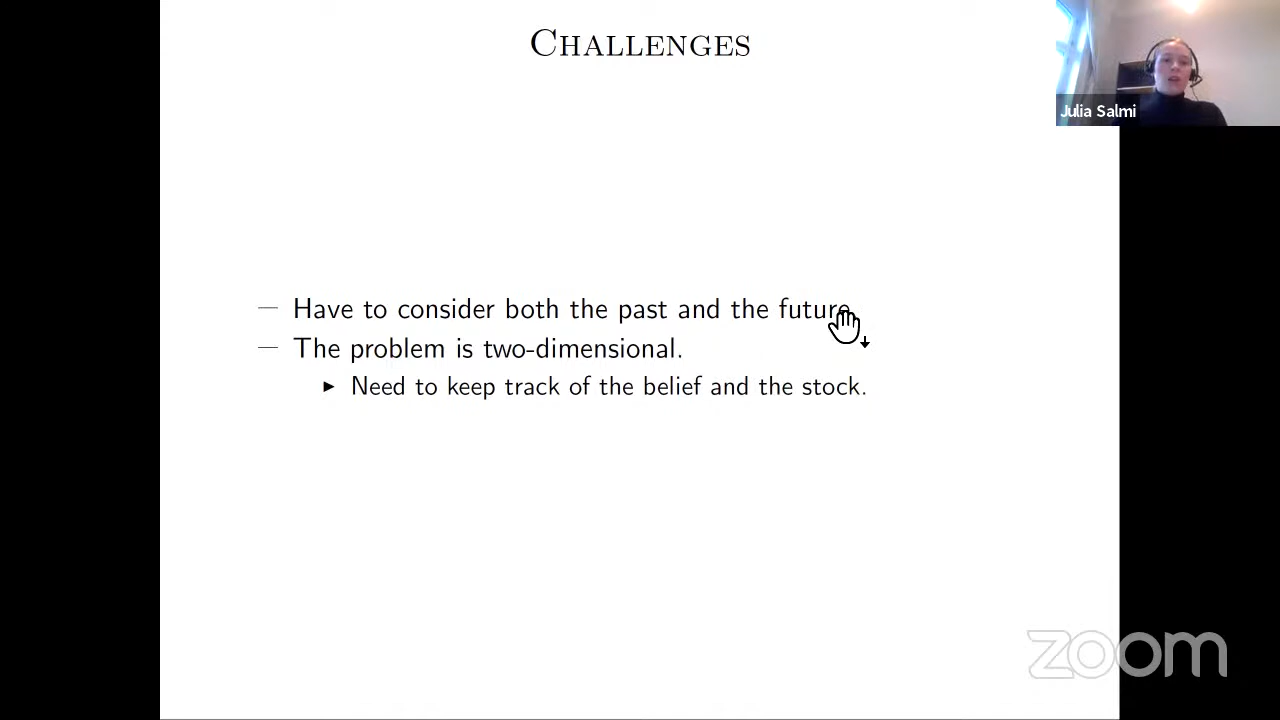 CHALLENGES
Julia Salmi
— Have to consider both the past and the future.
— The problem is two-dimensional.
▶ Need to keep track of the belief and the stock.
zoom